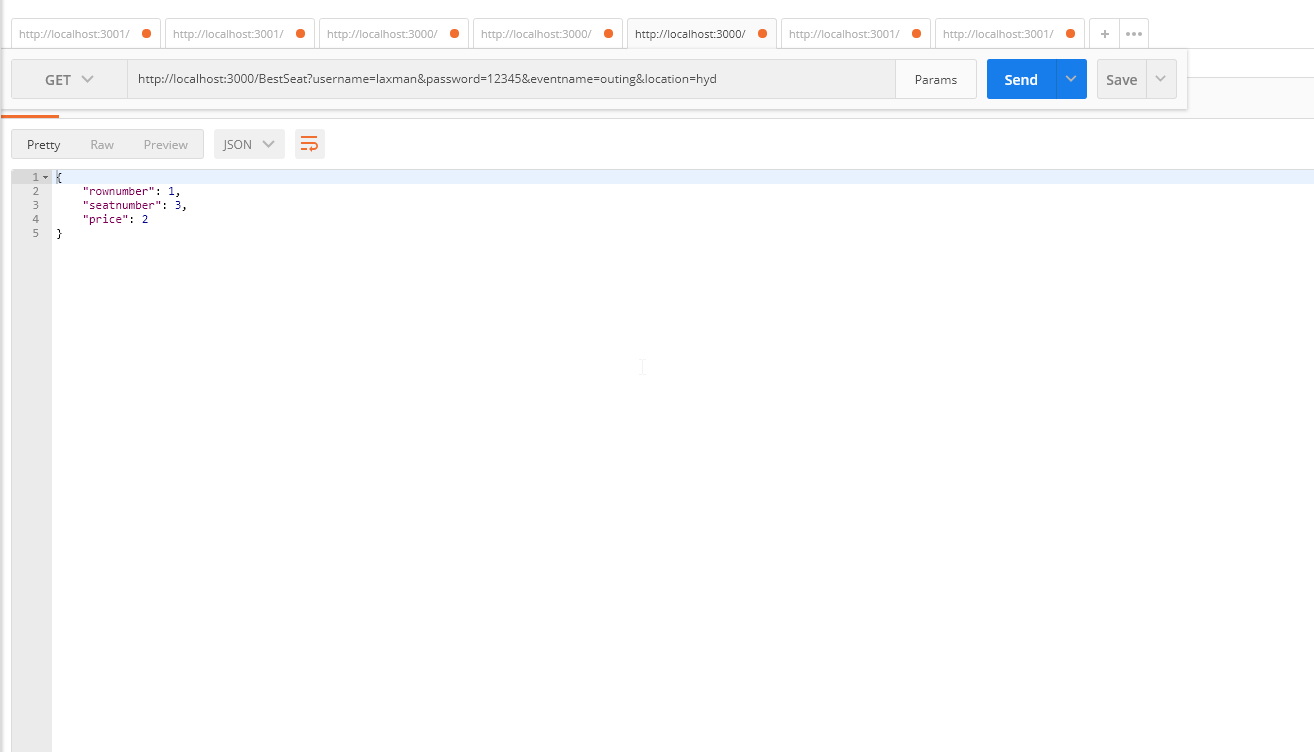 http://localhost:3001/ http://localhost:3001/ http://localhost:3000/ http://localhost:3000/ http://localhost:3000/ http://localhost:3001/ http://localhost:3001/ + •••
GET http://localhost:3000/BestSeat?username=laxman&password=12345&eventname=outing&location=hyd Params Send Save
Pretty Raw Preview JSON
1 {
2 "rownumber": 1,
3 "seatnumber": 3,
4 "price": 2
5 }